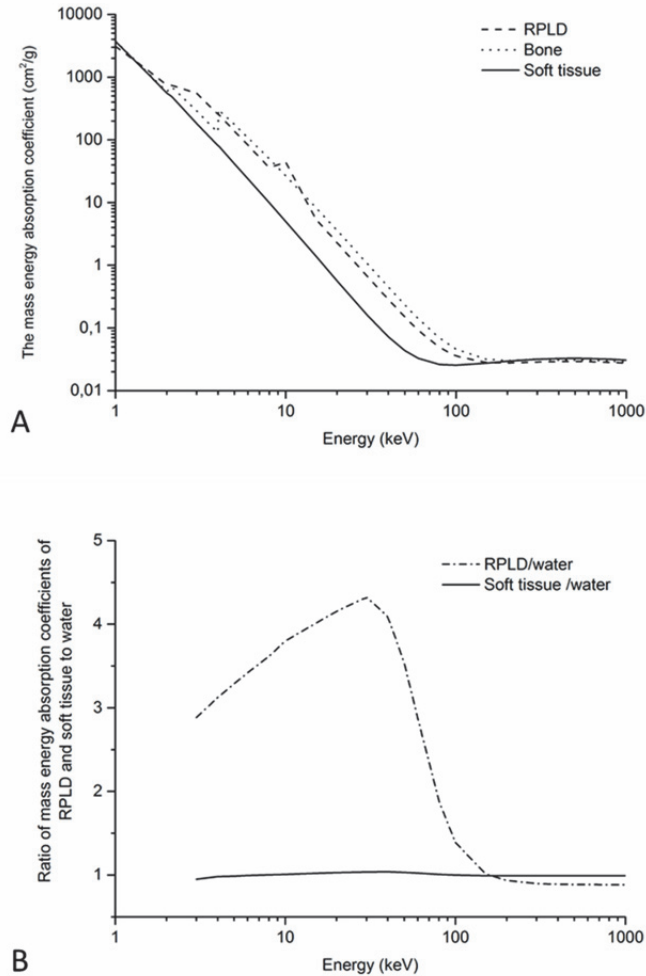 10000
1000
100
10
1
0,1
0,01
The mass energy absorption coefficient (cm²/g)
RPLD
Bone
Soft tissue
1
10
100
1000
Energy (keV)
A
5
4
3
2
1
Ratio of mass energy absorption coefficients of
RPLD and soft tissue to water
RPLD/water
Soft tissue /water
1
10
100
1000
Energy (keV)
B